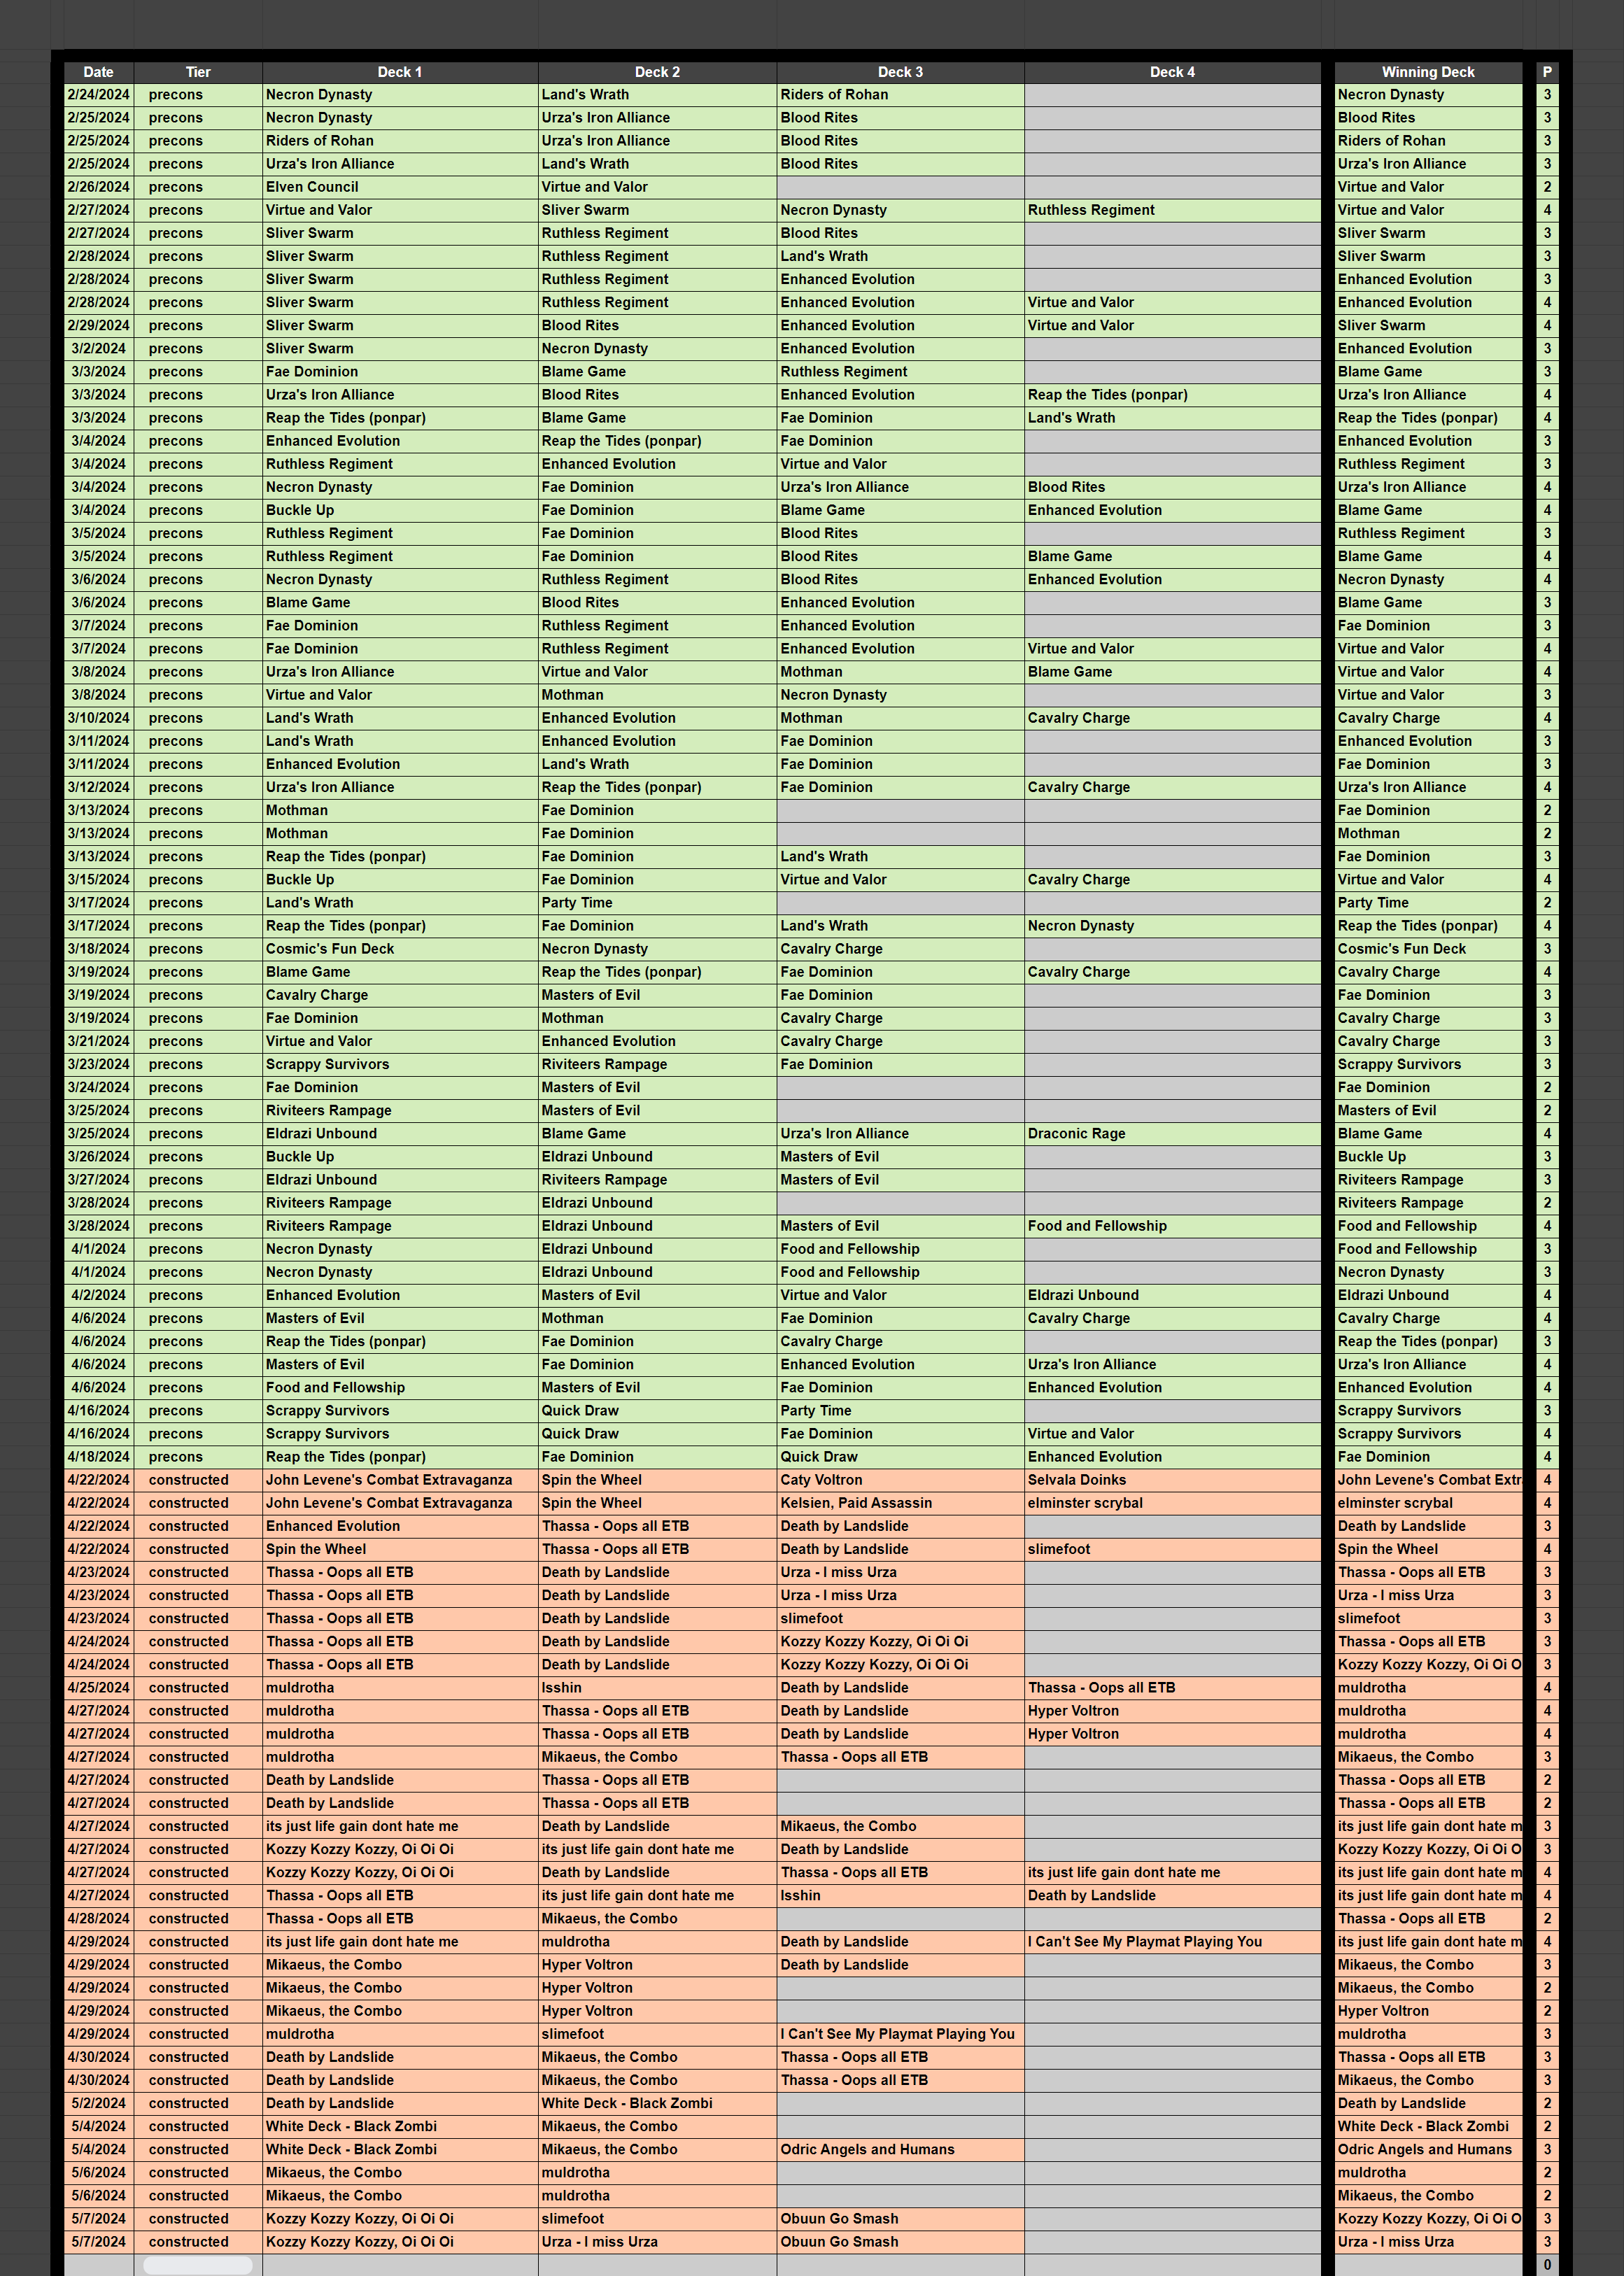 Date Tier Deck 1 Deck 2 Deck 3 Deck 4 Winning Deck P
2/24/2024 precons Necron Dynasty Land's Wrath Riders of Rohan Necron Dynasty 3
2/25/2024 precons Necron Dynasty Urza's Iron Alliance Blood Rites Blood Rites 3
2/25/2024 precons Riders of Rohan Urza's Iron Alliance Blood Rites Riders of Rohan 3
2/25/2024 precons Urza's Iron Alliance Land's Wrath Blood Rites Urza's Iron Alliance 3
2/26/2024 precons Elven Council Virtue and Valor Virtue and Valor 2
2/27/2024 precons Virtue and Valor Sliver Swarm Necron Dynasty Ruthless Regiment Virtue and Valor 4
2/27/2024 precons Sliver Swarm Ruthless Regiment Blood Rites Sliver Swarm 3
2/28/2024 precons Sliver Swarm Ruthless Regiment Land's Wrath Sliver Swarm 3
2/28/2024 precons Sliver Swarm Ruthless Regiment Enhanced Evolution Enhanced Evolution 3
2/28/2024 precons Sliver Swarm Ruthless Regiment Enhanced Evolution Virtue and Valor Enhanced Evolution 4
2/29/2024 precons Sliver Swarm Blood Rites Enhanced Evolution Virtue and Valor Sliver Swarm 4
3/2/2024 precons Sliver Swarm Necron Dynasty Enhanced Evolution Enhanced Evolution 3
3/3/2024 precons Fae Dominion Blame Game Ruthless Regiment Blame Game 3
3/3/2024 precons Urza's Iron Alliance Blood Rites Enhanced Evolution Reap the Tides (ponpar) Urza's Iron Alliance 4
3/3/2024 precons Reap the Tides (ponpar) Blame Game Fae Dominion Land's Wrath Reap the Tides (ponpar) 4
3/4/2024 precons Enhanced Evolution Reap the Tides (ponpar) Fae Dominion Enhanced Evolution 3
3/4/2024 precons Ruthless Regiment Enhanced Evolution Virtue and Valor Ruthless Regiment 3
3/4/2024 precons Necron Dynasty Fae Dominion Urza's Iron Alliance Blood Rites Urza's Iron Alliance 4
3/4/2024 precons Buckle Up Fae Dominion Blame Game Enhanced Evolution Blame Game 4
3/5/2024 precons Ruthless Regiment Fae Dominion Blood Rites Ruthless Regiment 3
3/5/2024 precons Ruthless Regiment Fae Dominion Blood Rites Blame Game Blame Game 4
3/6/2024 precons Necron Dynasty Ruthless Regiment Blood Rites Enhanced Evolution Necron Dynasty 4
3/6/2024 precons Blame Game Blood Rites Enhanced Evolution Blame Game 3
3/7/2024 precons Fae Dominion Ruthless Regiment Enhanced Evolution Fae Dominion 3
3/7/2024 precons Fae Dominion Ruthless Regiment Enhanced Evolution Virtue and Valor Virtue and Valor 4
3/8/2024 precons Urza's Iron Alliance Virtue and Valor Mothman Blame Game Virtue and Valor 4
3/8/2024 precons Virtue and Valor Mothman Necron Dynasty Virtue and Valor 3
3/10/2024 precons Land's Wrath Enhanced Evolution Mothman Cavalry Charge Cavalry Charge 4
3/11/2024 precons Land's Wrath Enhanced Evolution Fae Dominion Enhanced Evolution 3
3/11/2024 precons Enhanced Evolution Land's Wrath Fae Dominion Fae Dominion 3
3/12/2024 precons Urza's Iron Alliance Reap the Tides (ponpar) Fae Dominion Cavalry Charge Urza's Iron Alliance 4
3/13/2024 precons Mothman Fae Dominion Fae Dominion 2
3/13/2024 precons Mothman Fae Dominion Mothman 2
3/13/2024 precons Reap the Tides (ponpar) Fae Dominion Land's Wrath Fae Dominion 3
3/15/2024 precons Buckle Up Fae Dominion Virtue and Valor Cavalry Charge Virtue and Valor 4
3/17/2024 precons Land's Wrath Party Time Party Time 2
3/17/2024 precons Reap the Tides (ponpar) Fae Dominion Land's Wrath Necron Dynasty Reap the Tides (ponpar) 4
3/18/2024 precons Cosmic's Fun Deck Necron Dynasty Cavalry Charge Cosmic's Fun Deck 3
3/19/2024 precons Blame Game Reap the Tides (ponpar) Fae Dominion Cavalry Charge Cavalry Charge 4
3/19/2024 precons Cavalry Charge Masters of Evil Fae Dominion Fae Dominion 3
3/19/2024 precons Fae Dominion Mothman Cavalry Charge Cavalry Charge 3
3/21/2024 precons Virtue and Valor Enhanced Evolution Cavalry Charge Cavalry Charge 3
3/23/2024 precons Scrappy Survivors Riviteers Rampage Fae Dominion Scrappy Survivors 3
3/24/2024 precons Fae Dominion Masters of Evil Fae Dominion 2
3/25/2024 precons Riviteers Rampage Masters of Evil Masters of Evil 2
3/25/2024 precons Eldrazi Unbound Blame Game Urza's Iron Alliance Draconic Rage Blame Game 4
3/26/2024 precons Buckle Up Eldrazi Unbound Masters of Evil Buckle Up 3
3/27/2024 precons Eldrazi Unbound Riviteers Rampage Masters of Evil Riviteers Rampage 3
3/28/2024 precons Riviteers Rampage Eldrazi Unbound Riviteers Rampage 2
3/28/2024 precons Riviteers Rampage Eldrazi Unbound Masters of Evil Food and Fellowship Food and Fellowship 4
4/1/2024 precons Necron Dynasty Eldrazi Unbound Food and Fellowship Food and Fellowship 3
4/1/2024 precons Necron Dynasty Eldrazi Unbound Food and Fellowship Necron Dynasty 3
4/2/2024 precons Enhanced Evolution Masters of Evil Virtue and Valor Eldrazi Unbound Eldrazi Unbound 4
4/6/2024 precons Masters of Evil Mothman Fae Dominion Cavalry Charge Cavalry Charge 4
4/6/2024 precons Reap the Tides (ponpar) Fae Dominion Cavalry Charge Reap the Tides (ponpar) 3
4/6/2024 precons Masters of Evil Fae Dominion Enhanced Evolution Urza's Iron Alliance Urza's Iron Alliance 4
4/6/2024 precons Food and Fellowship Masters of Evil Fae Dominion Enhanced Evolution Enhanced Evolution 4
4/16/2024 precons Scrappy Survivors Quick Draw Party Time Scrappy Survivors 3
4/16/2024 precons Scrappy Survivors Quick Draw Fae Dominion Virtue and Valor Scrappy Survivors 4
4/18/2024 precons Reap the Tides (ponpar) Fae Dominion Quick Draw Enhanced Evolution Fae Dominion 4
4/22/2024 constructed John Levene's Combat Extravaganza Spin the Wheel Caty Voltron Selvala Doinks John Levene's Combat Extr 4
4/22/2024 constructed John Levene's Combat Extravaganza Spin the Wheel Kelsien, Paid Assassin elminster scrybal elminster scrybal 4
4/22/2024 constructed Enhanced Evolution Thassa - Oops all ETB Death by Landslide Death by Landslide 3
4/22/2024 constructed Spin the Wheel Thassa - Oops all ETB Death by Landslide slimefoot Spin the Wheel 4
4/23/2024 constructed Thassa - Oops all ETB Death by Landslide Urza - I miss Urza Thassa - Oops all ETB 3
4/23/2024 constructed Thassa - Oops all ETB Death by Landslide Urza - I miss Urza Urza - I miss Urza 3
4/23/2024 constructed Thassa - Oops all ETB Death by Landslide slimefoot slimefoot 3
4/24/2024 constructed Thassa - Oops all ETB Death by Landslide Kozzy Kozzy Kozzy, Oi Oi Oi Thassa - Oops all ETB 3
4/24/2024 constructed Thassa - Oops all ETB Death by Landslide Kozzy Kozzy Kozzy, Oi Oi Oi Kozzy Kozzy Kozzy, Oi Oi O 3
4/25/2024 constructed muldrotha Isshin Death by Landslide Thassa - Oops all ETB muldrotha 4
4/27/2024 constructed muldrotha Thassa - Oops all ETB Death by Landslide Hyper Voltron muldrotha 4
4/27/2024 constructed muldrotha Thassa - Oops all ETB Death by Landslide Hyper Voltron muldrotha 4
4/27/2024 constructed muldrotha Mikaeus, the Combo Thassa - Oops all ETB Mikaeus, the Combo 3
4/27/2024 constructed Death by Landslide Thassa - Oops all ETB Thassa - Oops all ETB 2
4/27/2024 constructed Death by Landslide Thassa - Oops all ETB Thassa - Oops all ETB 2
4/27/2024 constructed its just life gain dont hate me Death by Landslide Mikaeus, the Combo its just life gain dont hate m 3
4/27/2024 constructed Kozzy Kozzy Kozzy, Oi Oi Oi its just life gain dont hate me Death by Landslide Kozzy Kozzy Kozzy, Oi Oi O 3
4/27/2024 constructed Kozzy Kozzy Kozzy, Oi Oi Oi Death by Landslide Thassa - Oops all ETB its just life gain dont hate me its just life gain dont hate m 4
4/27/2024 constructed Thassa - Oops all ETB its just life gain dont hate me Isshin Death by Landslide its just life gain dont hate m 4
4/28/2024 constructed Thassa - Oops all ETB Mikaeus, the Combo Thassa - Oops all ETB 2
4/29/2024 constructed its just life gain dont hate me muldrotha Death by Landslide I Can't See My Playmat Playing You its just life gain dont hate m 4
4/29/2024 constructed Mikaeus, the Combo Hyper Voltron Death by Landslide Mikaeus, the Combo 3
4/29/2024 constructed Mikaeus, the Combo Hyper Voltron Mikaeus, the Combo 2
4/29/2024 constructed Mikaeus, the Combo Hyper Voltron Hyper Voltron 2
4/29/2024 constructed muldrotha slimefoot I Can't See My Playmat Playing You muldrotha 3
4/30/2024 constructed Death by Landslide Mikaeus, the Combo Thassa - Oops all ETB Thassa - Oops all ETB 3
4/30/2024 constructed Death by Landslide Mikaeus, the Combo Thassa - Oops all ETB Mikaeus, the Combo 3
5/2/2024 constructed Death by Landslide White Deck - Black Zombi Death by Landslide 2
5/4/2024 constructed White Deck - Black Zombi Mikaeus, the Combo White Deck - Black Zombi 2
5/4/2024 constructed White Deck - Black Zombi Mikaeus, the Combo Odric Angels and Humans Odric Angels and Humans 3
5/6/2024 constructed Mikaeus, the Combo muldrotha muldrotha 2
5/6/2024 constructed Mikaeus, the Combo muldrotha Mikaeus, the Combo 2
5/7/2024 constructed Kozzy Kozzy Kozzy, Oi Oi Oi slimefoot Obuun Go Smash Kozzy Kozzy Kozzy, Oi Oi O 3
5/7/2024 constructed Kozzy Kozzy Kozzy, Oi Oi Oi Urza - I miss Urza Obuun Go Smash Urza - I miss Urza 3
0